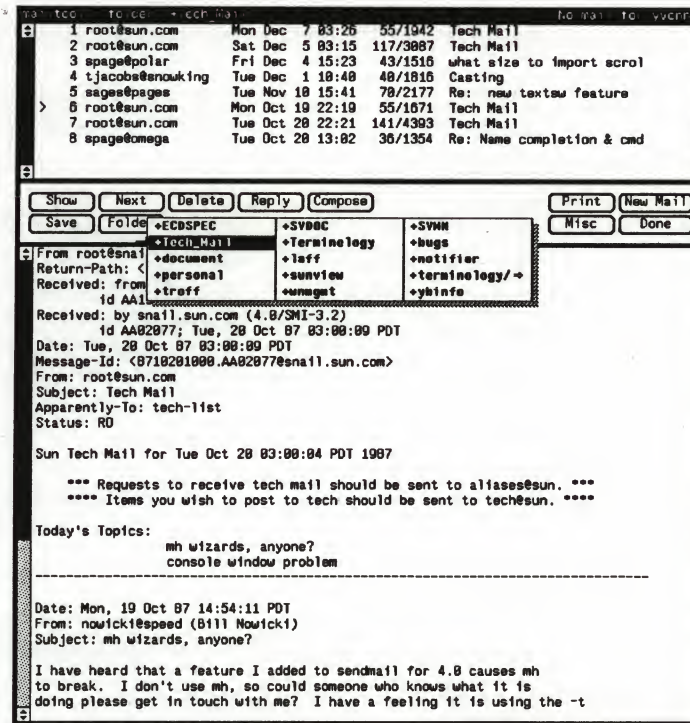 1 root@sun.com Mon Dec 7 03:26 55/1942 Tech Mail
2 root@sun.com Sat Dec 5 03:15 117/3087 Tech Mail
3 spage@polar Fri Dec 4 15:23 43/1516 what size to import scrol
4 tjacobs@snowking Tue Dec 1 10:40 40/1816 Casting
5 sages@pages Tue Nov 10 15:41 70/2177 Re: new textsw feature
> 6 root@sun.com Mon Oct 19 22:19 55/1671 Tech Mail
7 root@sun.com Tue Oct 20 22:21 141/4393 Tech Mail
8 spage@omega Tue Oct 20 13:02 36/1354 Re: Name completion & cmd
Show Next Delete Reply Compose Print New Mail
Save Folde Misc Done
+ECDSPEC +SVDOC +SVMN
+Tech_Mail +Terminology +bugs
+document +laff +notifier
+personal +sunview +terminology/→
+troff +wnmgmt +ybinfo
From root@snai
Return-Path: <
Received: from
id AA1
Received: by snail.sun.com (4.0/SMI-3.2)
id AA02077; Tue, 20 Oct 87 03:00:09 PDT
Date: Tue, 20 Oct 87 03:00:09 PDT
Message-Id: <8710201000.AA02077@snail.sun.com>
From: root@sun.com
Subject: Tech Mail
Apparently-To: tech-list
Status: RO
Sun Tech Mail for Tue Oct 20 03:00:04 PDT 1987
*** Requests to receive tech mail should be sent to aliases@sun. ***
**** Items you wish to post to tech should be sent to tech@sun. ****
Today's Topics:
mh wizards, anyone?
console window problem
Date: Mon, 19 Oct 87 14:54:11 PDT
From: nowicki@speed (Bill Nowicki)
Subject: mh wizards, anyone?
I have heard that a feature I added to sendmail for 4.0 causes mh
to break. I don't use mh, so could someone who knows what it is
doing please get in touch with me? I have a feeling it is using the -t